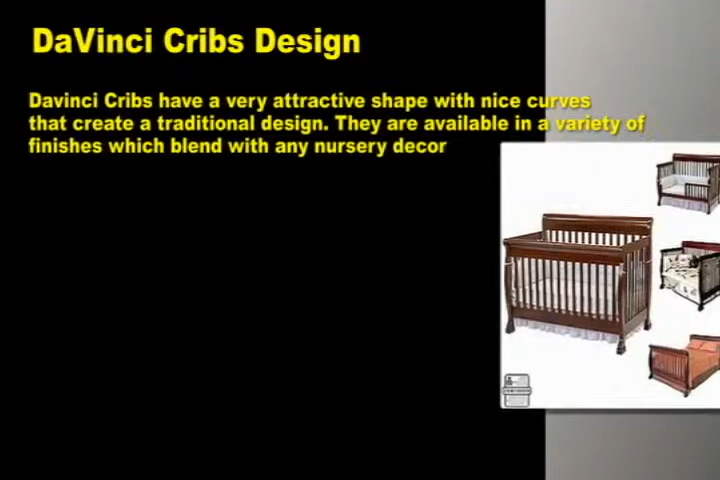 DaVinci Cribs Design
Davinci Cribs have a very attractive shape with nice curves
that create a traditional design. They are available in a variety of
finishes which blend with any nursery decor